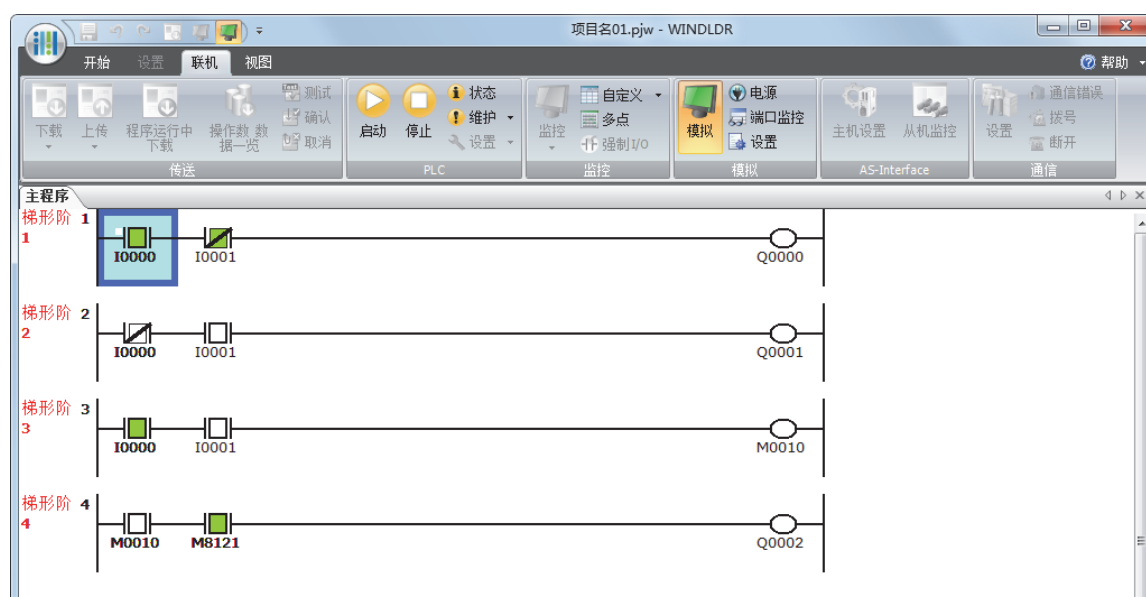 项目名01.pjw - WINDLDR
开始 设置 联机 视图 帮助
下载 上传 程序运行中下载 操作数 数据一览 测试 确认 取消
传送
启动 停止 状态 维护 设置
PLC
监控 自定义 多点 强制I/O
监控
模拟 电源 端口监控 设置
模拟
主机设置 从机监控
AS-Interface
设置 通信错误 拨号 断开
通信
主程序
梯形阶 1
1
I0000 I0001 Q0000
梯形阶 2
2
I0000 I0001 Q0001
梯形阶 3
3
I0000 I0001 M0010
梯形阶 4
4
M0010 M8121 Q0002